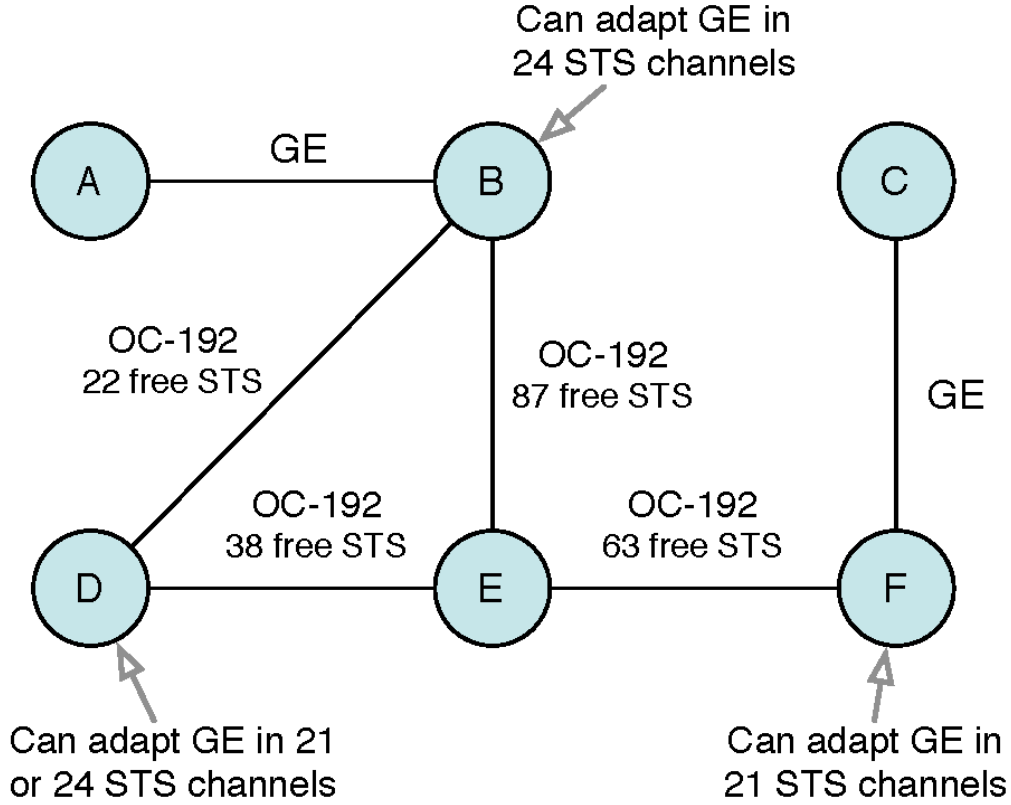 Can adapt GE in
24 STS channels
A
GE
B
C
OC-192
22 free STS
OC-192
87 free STS
GE
OC-192
38 free STS
OC-192
63 free STS
D
E
F
Can adapt GE in 21
or 24 STS channels
Can adapt GE in
21 STS channels